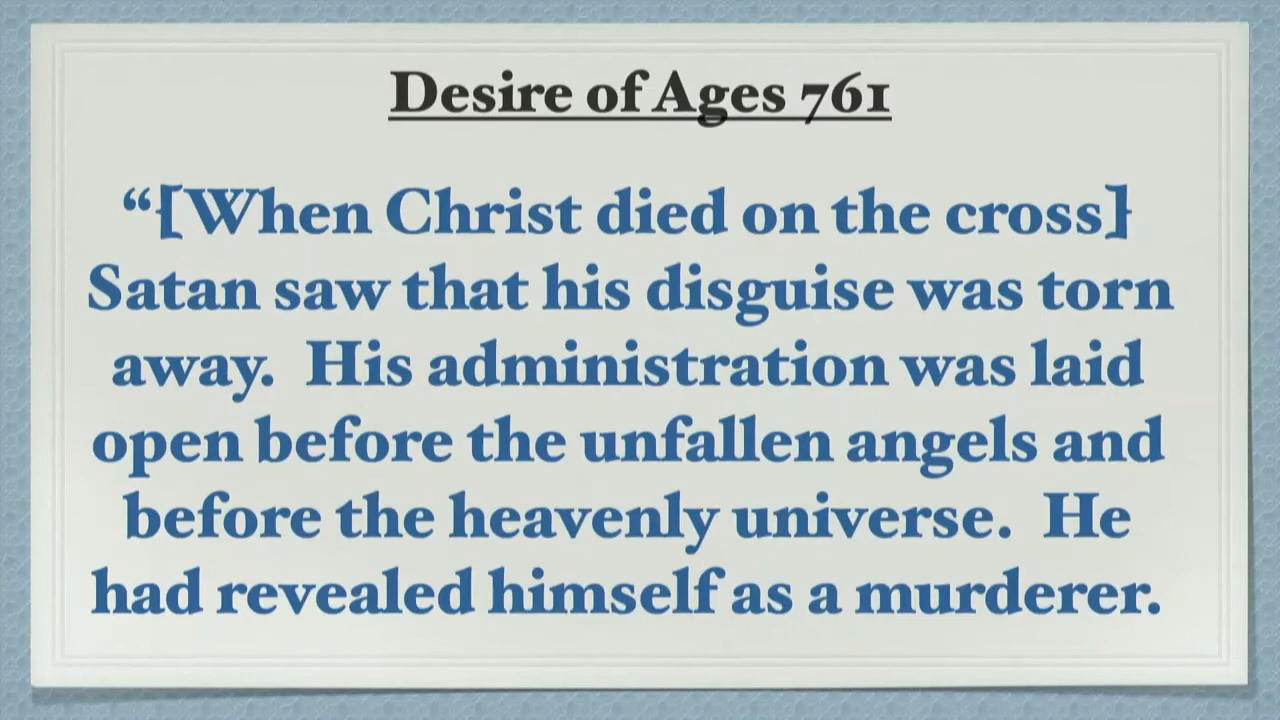 Desire of Ages 761
“[When Christ died on the cross]
Satan saw that his disguise was torn
away.  His administration was laid
open before the unfallen angels and
before the heavenly universe.  He
had revealed himself as a murderer.